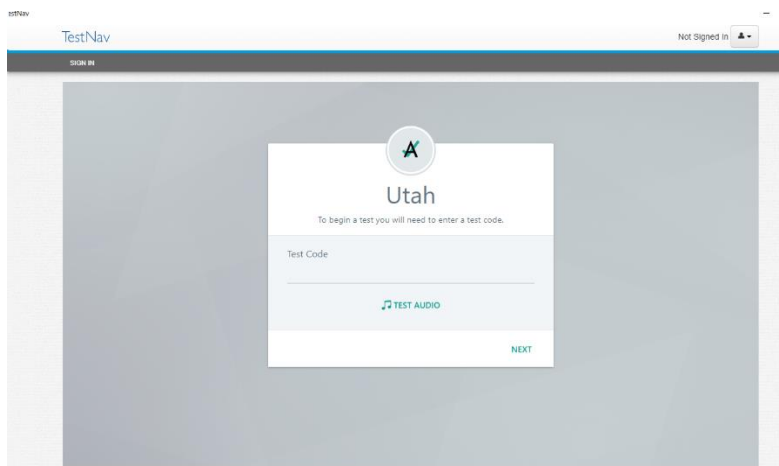 TestNav
Not Signed In
SIGN IN
Utah
To begin a test you will need to enter a test code.
Test Code
TEST AUDIO
NEXT